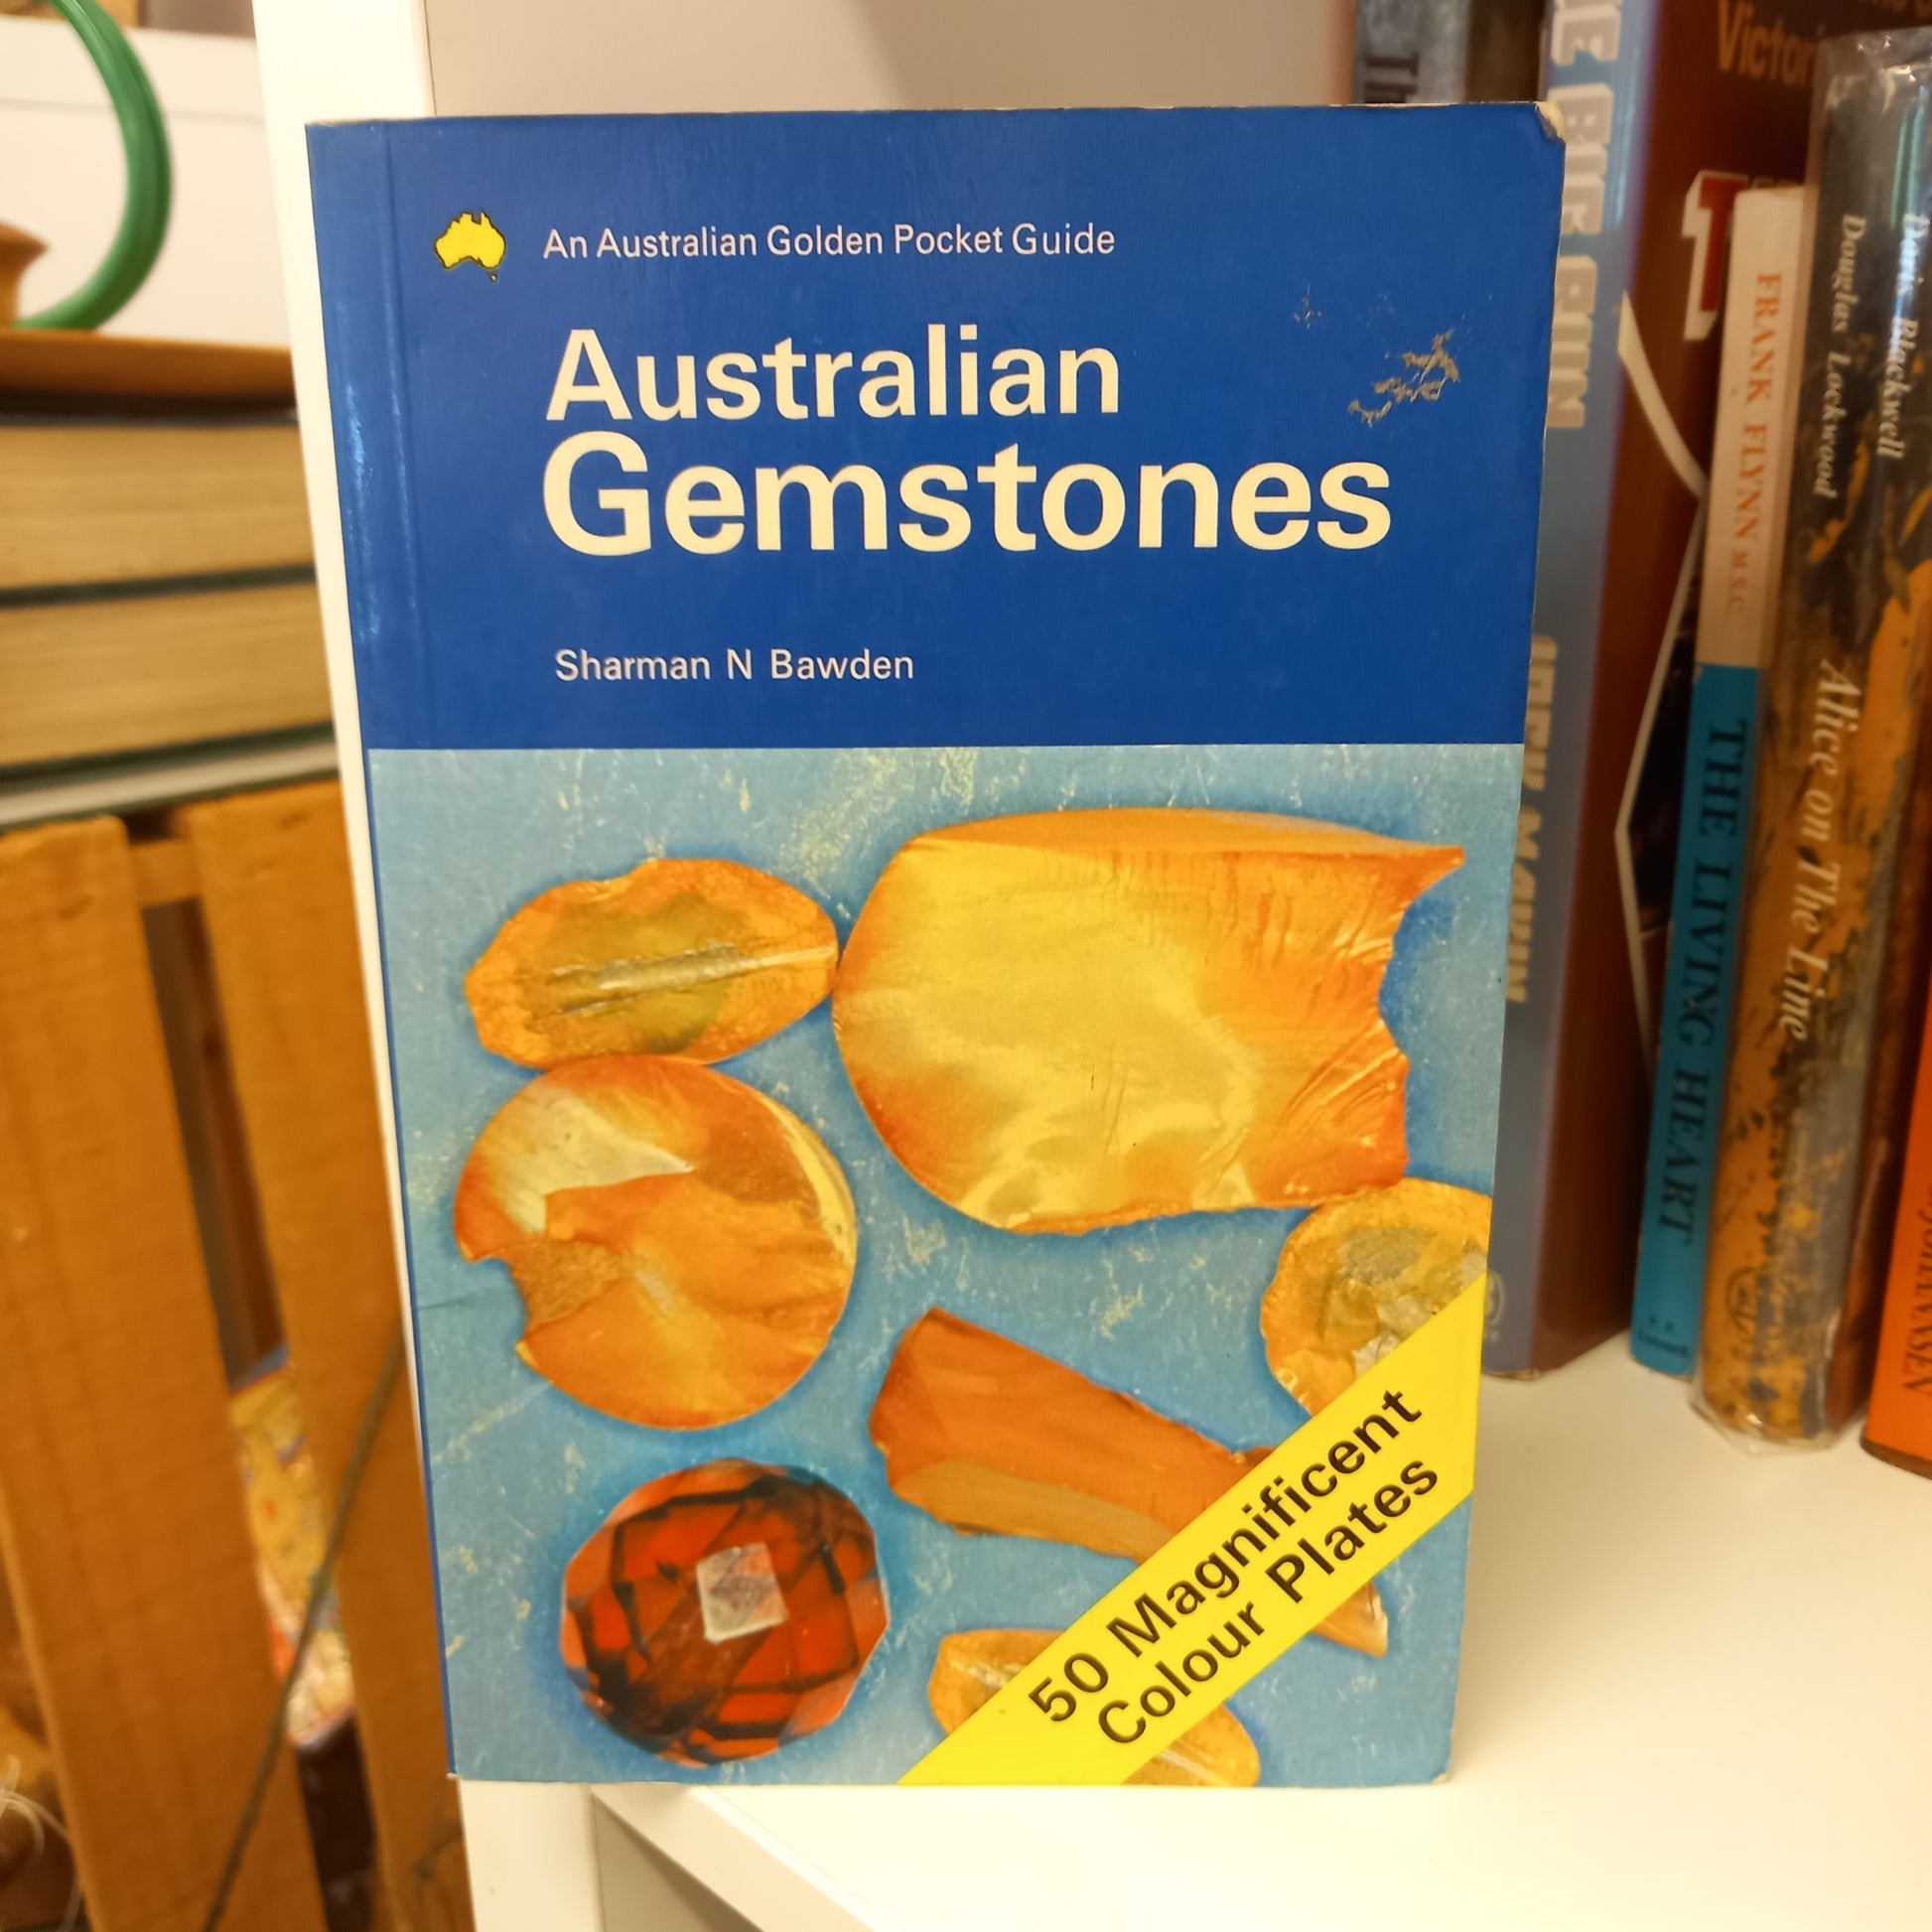 An Australian Golden Pocket Guide
Australian
Gemstones
Sharman N Bawden
50 Magnificent
Colour Plates
FRANK FLYNN M.S.C.
THE LIVING HEART
Douglas Lockwood
Doris Blackwell
Alice on The Line